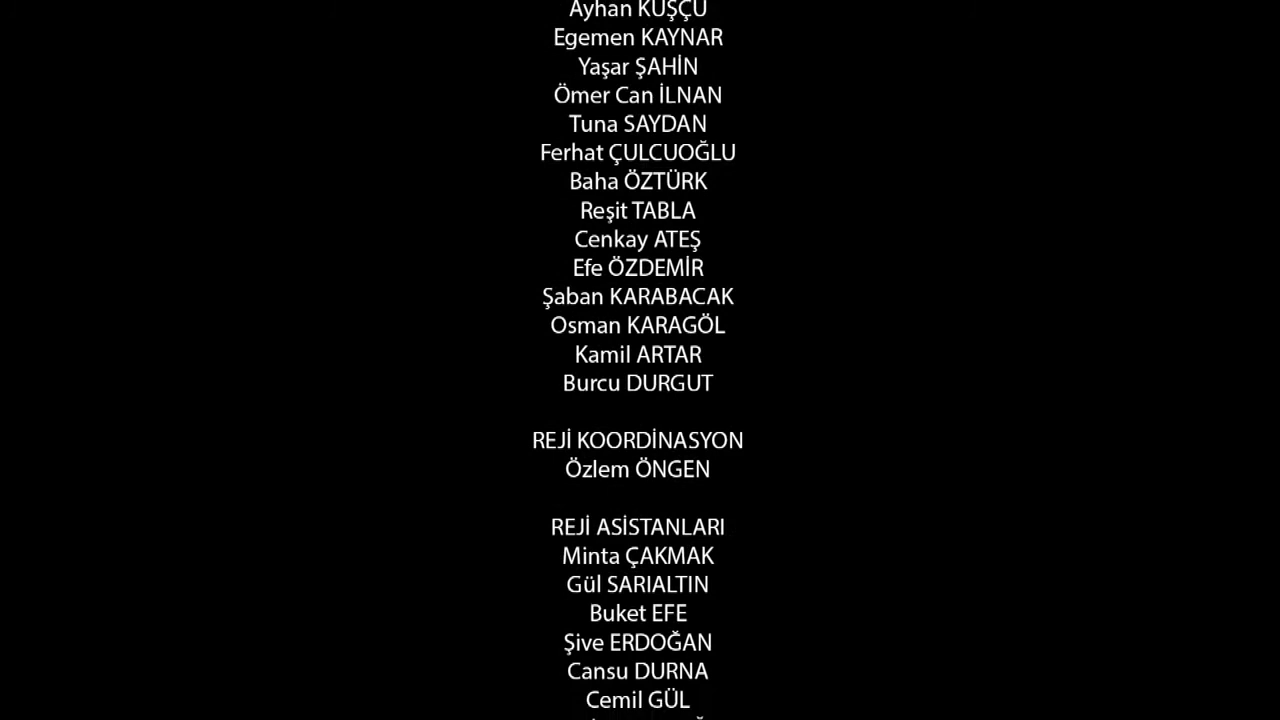 Ayhan KUŞÇU
Egemen KAYNAR
Yaşar ŞAHİN
Ömer Can İLNAN
Tuna SAYDAN
Ferhat ÇULCUOĞLU
Baha ÖZTÜRK
Reşit TABLA
Cenkay ATEŞ
Efe ÖZDEMİR
Şaban KARABACAK
Osman KARAGÖL
Kamil ARTAR
Burcu DURGUT
REJİ KOORDİNASYON
Özlem ÖNGEN
REJİ ASİSTANLARI
Minta ÇAKMAK
Gül SARIALTIN
Buket EFE
Şive ERDOĞAN
Cansu DURNA
Cemil GÜL